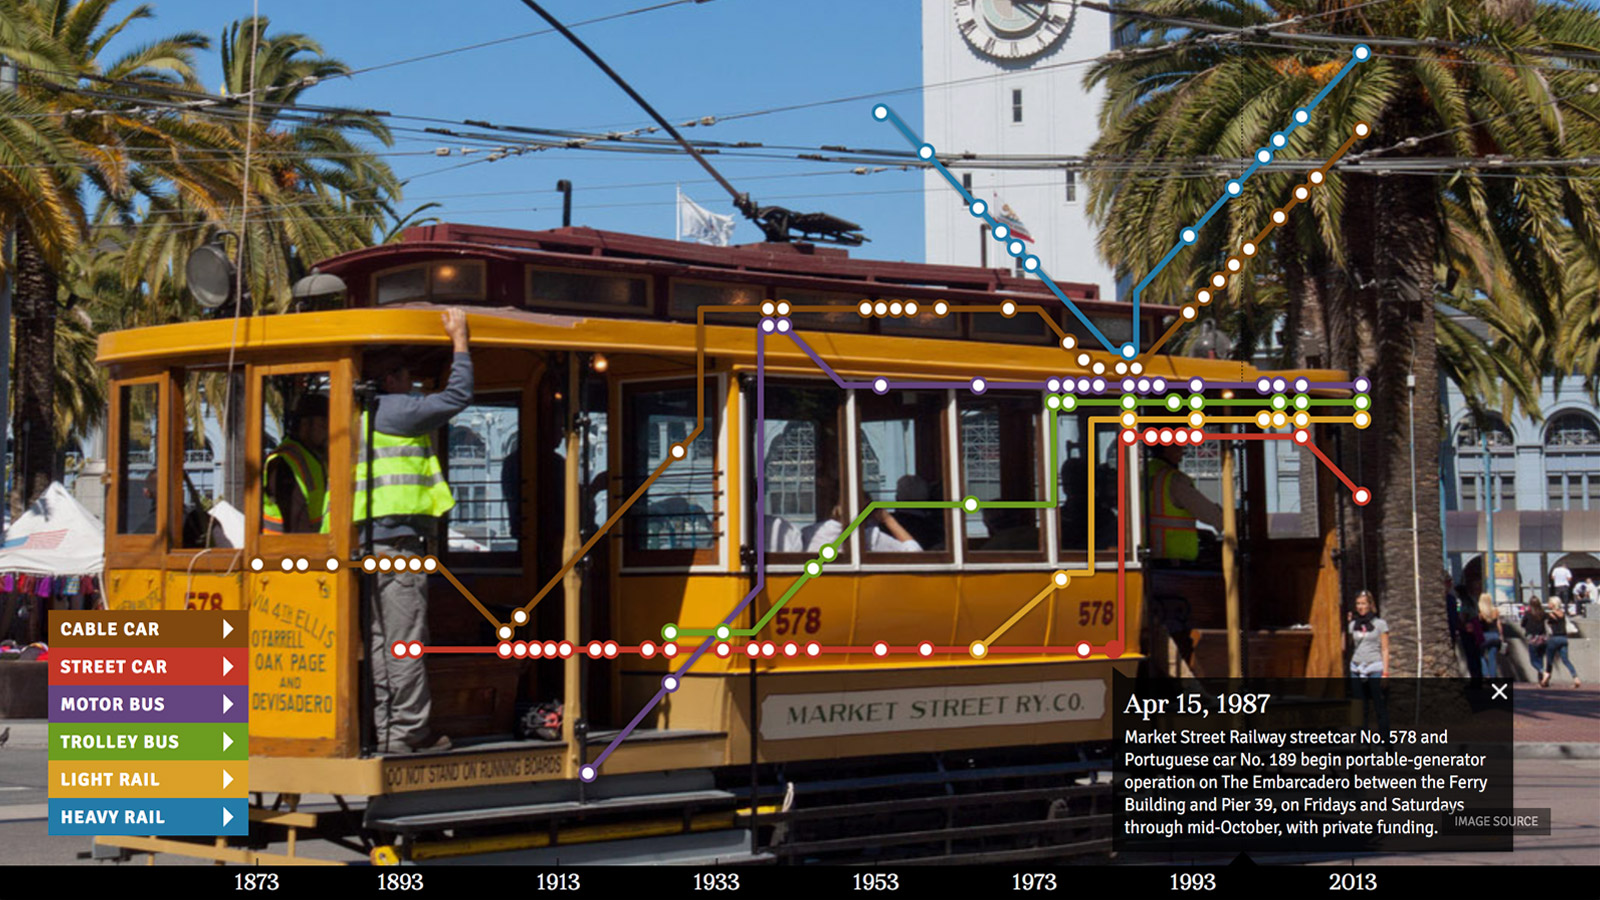 578
VIA 4TH ELLIS
O'FARRELL
OAK PAGE
AND
DEVISADERO
578
578
MARKET STREET RY. CO.
DO NOT STAND ON RUNNING BOARDS
CABLE CAR
STREET CAR
MOTOR BUS
TROLLEY BUS
LIGHT RAIL
HEAVY RAIL
Apr 15, 1987
Market Street Railway streetcar No. 578 and
Portuguese car No. 189 begin portable-generator
operation on The Embarcadero between the Ferry
Building and Pier 39, on Fridays and Saturdays
through mid-October, with private funding.
IMAGE SOURCE
1873 1893 1913 1933 1953 1973 1993 2013